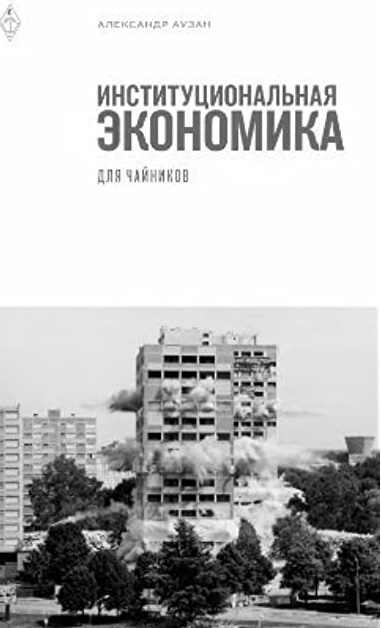 АЛЕКСАНДР АУЗАН
ИНСТИТУЦИОНАЛЬНАЯ
ЭКОНОМИКА
ДЛЯ ЧАЙНИКОВ